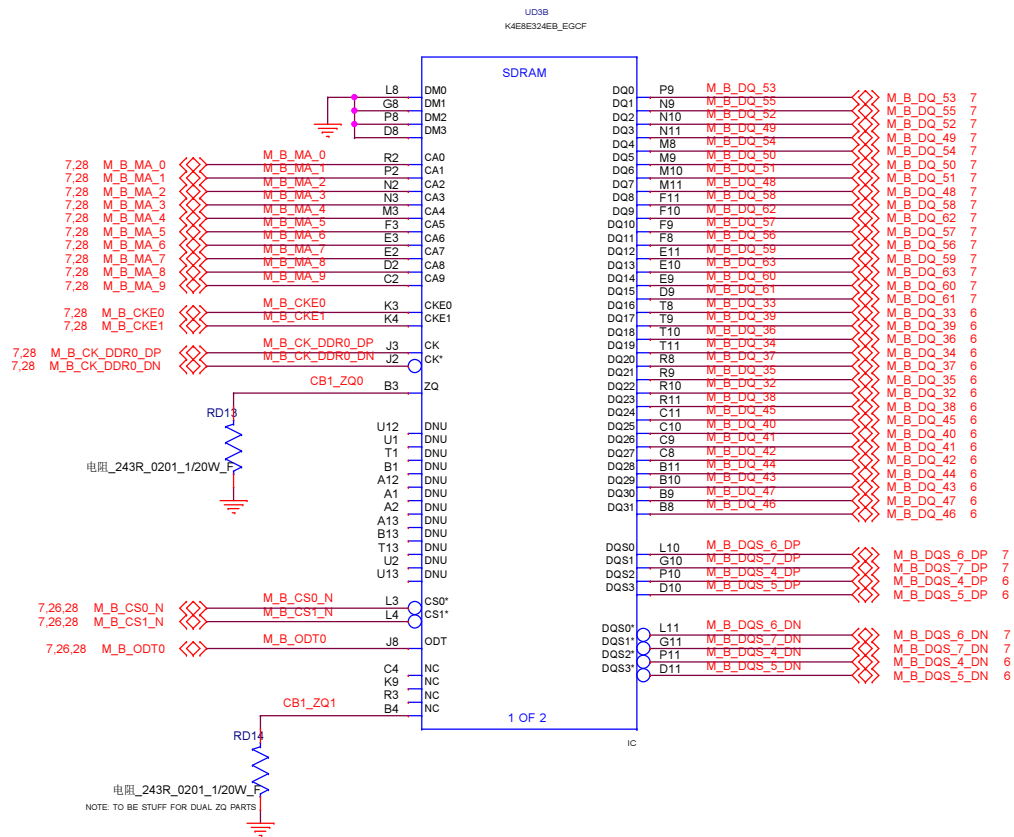 UD3B
K4E8E324EB_EGCF
SDRAM
L8 DM0
G8 DM1
P8 DM2
D8 DM3
7,28 M_B_MA_0 M_B_MA_0 R2 CA0
7,28 M_B_MA_1 M_B_MA_1 P2 CA1
7,28 M_B_MA_2 M_B_MA_2 N2 CA2
7,28 M_B_MA_3 M_B_MA_3 N3 CA3
7,28 M_B_MA_4 M_B_MA_4 M3 CA4
7,28 M_B_MA_5 M_B_MA_5 F3 CA5
7,28 M_B_MA_6 M_B_MA_6 E3 CA6
7,28 M_B_MA_7 M_B_MA_7 E2 CA7
7,28 M_B_MA_8 M_B_MA_8 D2 CA8
7,28 M_B_MA_9 M_B_MA_9 C2 CA9
7,28 M_B_CKE0 M_B_CKE0 K3 CKE0
7,28 M_B_CKE1 M_B_CKE1 K4 CKE1
7,28 M_B_CK_DDR0_DP M_B_CK_DDR0_DP J3 CK
7,28 M_B_CK_DDR0_DN M_B_CK_DDR0_DN J2 CK*
CB1_ZQ0 B3 ZQ
RD13
电阻_243R_0201_1/20W_F
U12 DNU
U1 DNU
T1 DNU
B1 DNU
A12 DNU
A1 DNU
A2 DNU
A13 DNU
B13 DNU
T13 DNU
U2 DNU
U13 DNU
7,26,28 M_B_CS0_N M_B_CS0_N L3 CS0*
7,26,28 M_B_CS1_N M_B_CS1_N L4 CS1*
7,26,28 M_B_ODT0 M_B_ODT0 J8 ODT
C4 NC
K9 NC
R3 NC
CB1_ZQ1 B4 NC
RD14
电阻_243R_0201_1/20W_F
NOTE: TO BE STUFF FOR DUAL ZQ PARTS
DQ0 P9 M_B_DQ_53 M_B_DQ_53 7
DQ1 N9 M_B_DQ_55 M_B_DQ_55 7
DQ2 N10 M_B_DQ_52 M_B_DQ_52 7
DQ3 N11 M_B_DQ_49 M_B_DQ_49 7
DQ4 M8 M_B_DQ_54 M_B_DQ_54 7
DQ5 M9 M_B_DQ_50 M_B_DQ_50 7
DQ6 M10 M_B_DQ_51 M_B_DQ_51 7
DQ7 M11 M_B_DQ_48 M_B_DQ_48 7
DQ8 F11 M_B_DQ_58 M_B_DQ_58 7
DQ9 F10 M_B_DQ_62 M_B_DQ_62 7
DQ10 F9 M_B_DQ_57 M_B_DQ_57 7
DQ11 F8 M_B_DQ_56 M_B_DQ_56 7
DQ12 E11 M_B_DQ_59 M_B_DQ_59 7
DQ13 E10 M_B_DQ_63 M_B_DQ_63 7
DQ14 E9 M_B_DQ_60 M_B_DQ_60 7
DQ15 D9 M_B_DQ_61 M_B_DQ_61 7
DQ16 T8 M_B_DQ_33 M_B_DQ_33 6
DQ17 T9 M_B_DQ_39 M_B_DQ_39 6
DQ18 T10 M_B_DQ_36 M_B_DQ_36 6
DQ19 T11 M_B_DQ_34 M_B_DQ_34 6
DQ20 R8 M_B_DQ_37 M_B_DQ_37 6
DQ21 R9 M_B_DQ_35 M_B_DQ_35 6
DQ22 R10 M_B_DQ_32 M_B_DQ_32 6
DQ23 R11 M_B_DQ_38 M_B_DQ_38 6
DQ24 C11 M_B_DQ_45 M_B_DQ_45 6
DQ25 C10 M_B_DQ_40 M_B_DQ_40 6
DQ26 C9 M_B_DQ_41 M_B_DQ_41 6
DQ27 C8 M_B_DQ_42 M_B_DQ_42 6
DQ28 B11 M_B_DQ_44 M_B_DQ_44 6
DQ29 B10 M_B_DQ_43 M_B_DQ_43 6
DQ30 B9 M_B_DQ_47 M_B_DQ_47 6
DQ31 B8 M_B_DQ_46 M_B_DQ_46 6
DQS0 L10 M_B_DQS_6_DP M_B_DQS_6_DP 7
DQS1 G10 M_B_DQS_7_DP M_B_DQS_7_DP 7
DQS2 P10 M_B_DQS_4_DP M_B_DQS_4_DP 6
DQS3 D10 M_B_DQS_5_DP M_B_DQS_5_DP 6
DQS0* L11 M_B_DQS_6_DN M_B_DQS_6_DN 7
DQS1* G11 M_B_DQS_7_DN M_B_DQS_7_DN 7
DQS2* P11 M_B_DQS_4_DN M_B_DQS_4_DN 6
DQS3* D11 M_B_DQS_5_DN M_B_DQS_5_DN 6
1 OF 2
IC